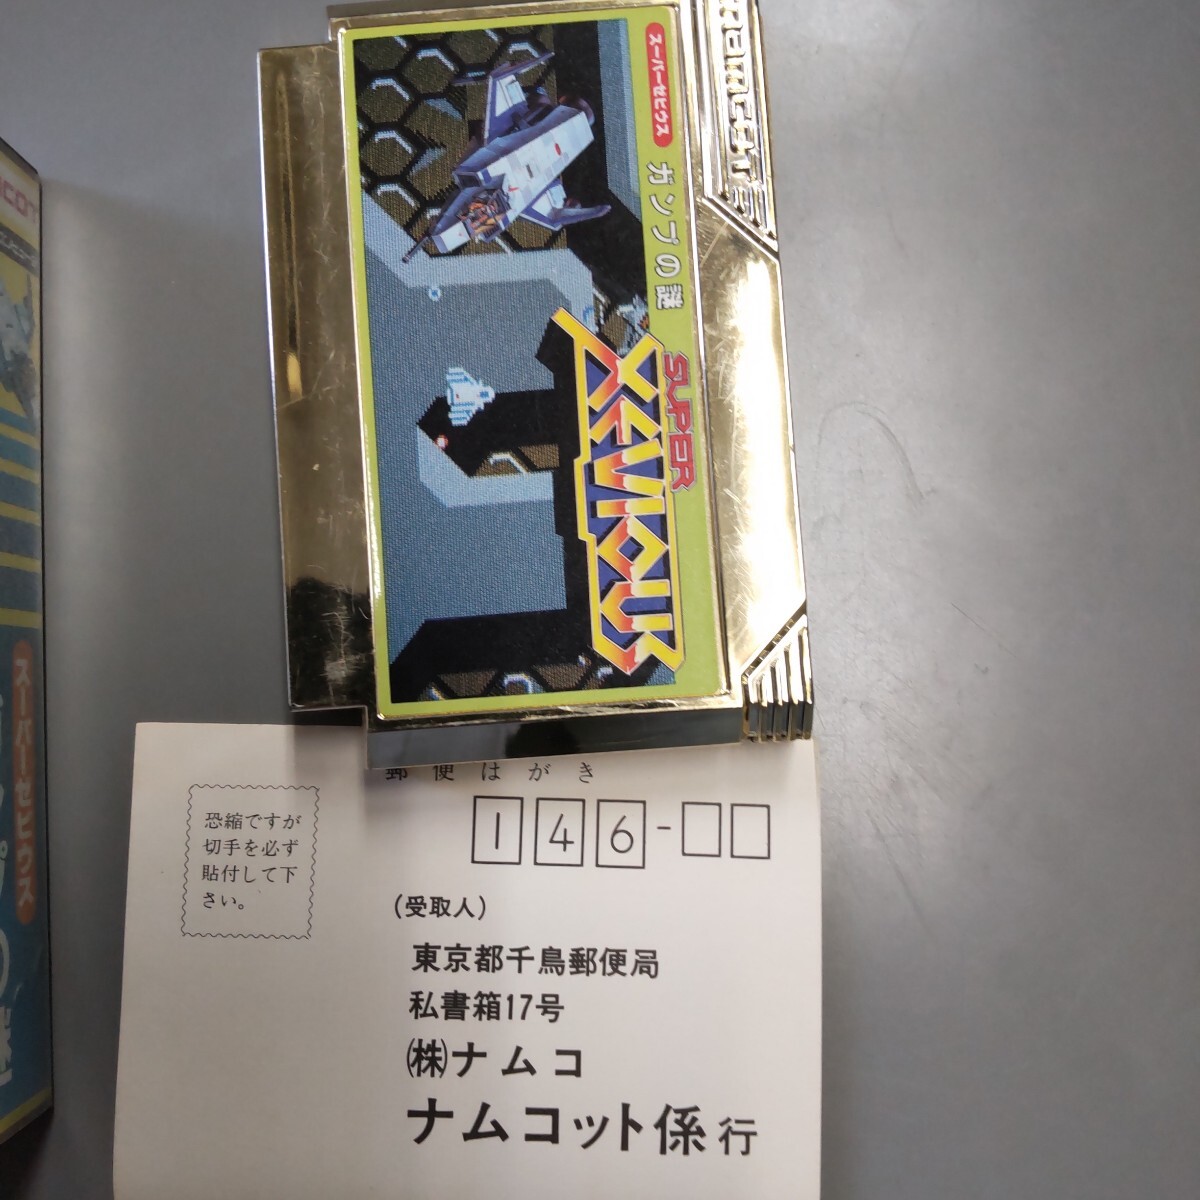 namcot
スーパーゼビウス
ガンプの謎
SUPER
XEVIOUS
スーパーゼビウス
郵便はがき
恐縮ですが
切手を必ず
貼付して下
さい。
146-
(受取人)
東京都千鳥郵便局
私書箱17号
(株)ナムコ
ナムコット係 行